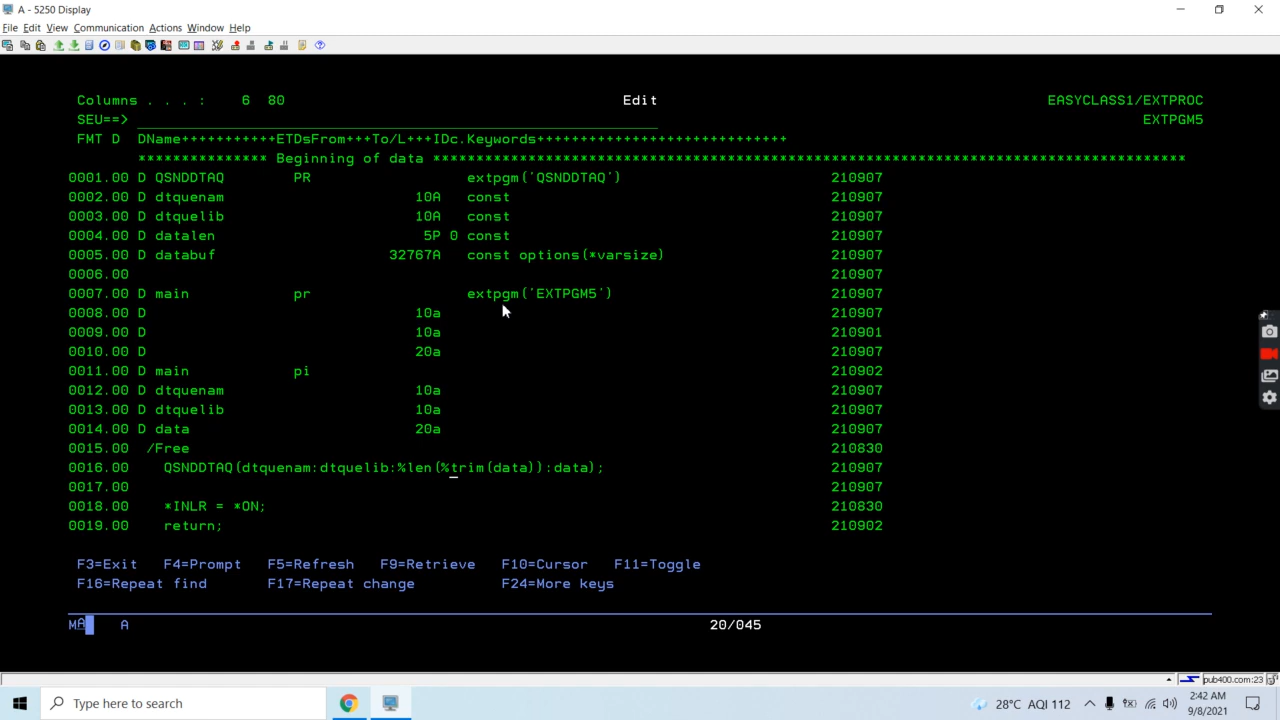 A - 5250 Display
File Edit View Communication Actions Window Help
Columns . . . : 6 80 Edit EASYCLASS1/EXTPROC
SEU==> EXTPGM5
FMT D DName+++++++++++ETDsFrom+++To/L+++IDc.Keywords+++++++++++++++++++++++++++++
*************** Beginning of data ***************************************************************************************
0001.00 D QSNDDTAQ PR extpgm('QSNDDTAQ') 210907
0002.00 D dtquenam 10A const 210907
0003.00 D dtquelib 10A const 210907
0004.00 D datalen 5P 0 const 210907
0005.00 D databuf 32767A const options(*varsize) 210907
0006.00 210907
0007.00 D main pr extpgm('EXTPGM5') 210907
0008.00 D 10a 210907
0009.00 D 10a 210901
0010.00 D 20a 210907
0011.00 D main pi 210902
0012.00 D dtquenam 10a 210907
0013.00 D dtquelib 10a 210907
0014.00 D data 20a 210907
0015.00 /Free 210830
0016.00 QSNDDTAQ(dtquenam:dtquelib:%len(%trim(data)):data); 210907
0017.00 210907
0018.00 *INLR = *ON; 210830
0019.00 return; 210902
F3=Exit F4=Prompt F5=Refresh F9=Retrieve F10=Cursor F11=Toggle
F16=Repeat find F17=Repeat change F24=More keys
MA A 20/045
pub400.com:23
Type here to search 28°C AQI 112 2:42 AM
9/8/2021